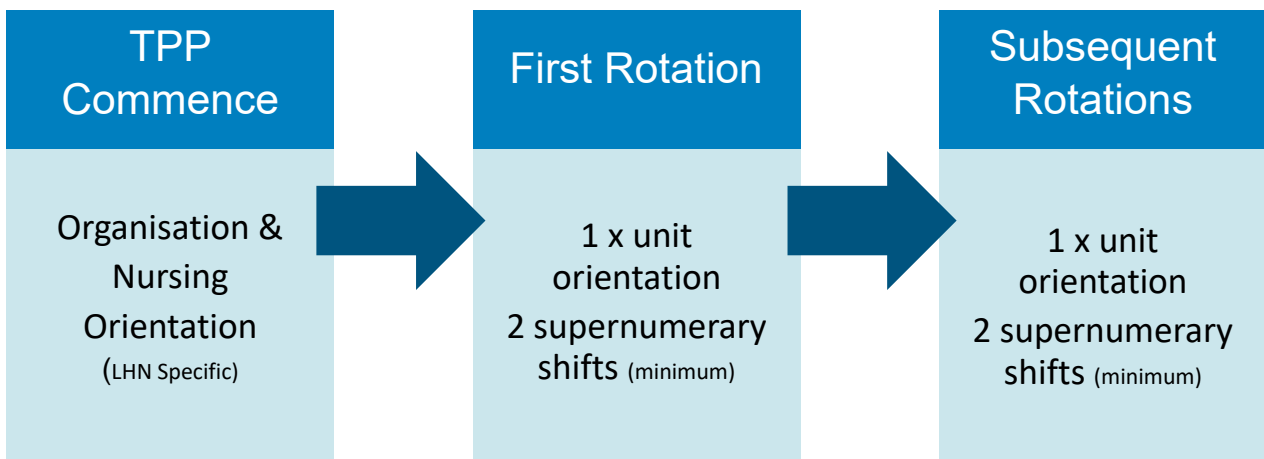 TPP
Commence
Organisation &
Nursing
Orientation
(LHN Specific)
First Rotation
1 x unit
orientation
2 supernumerary
shifts (minimum)
Subsequent
Rotations
1 x unit
orientation
2 supernumerary
shifts (minimum)